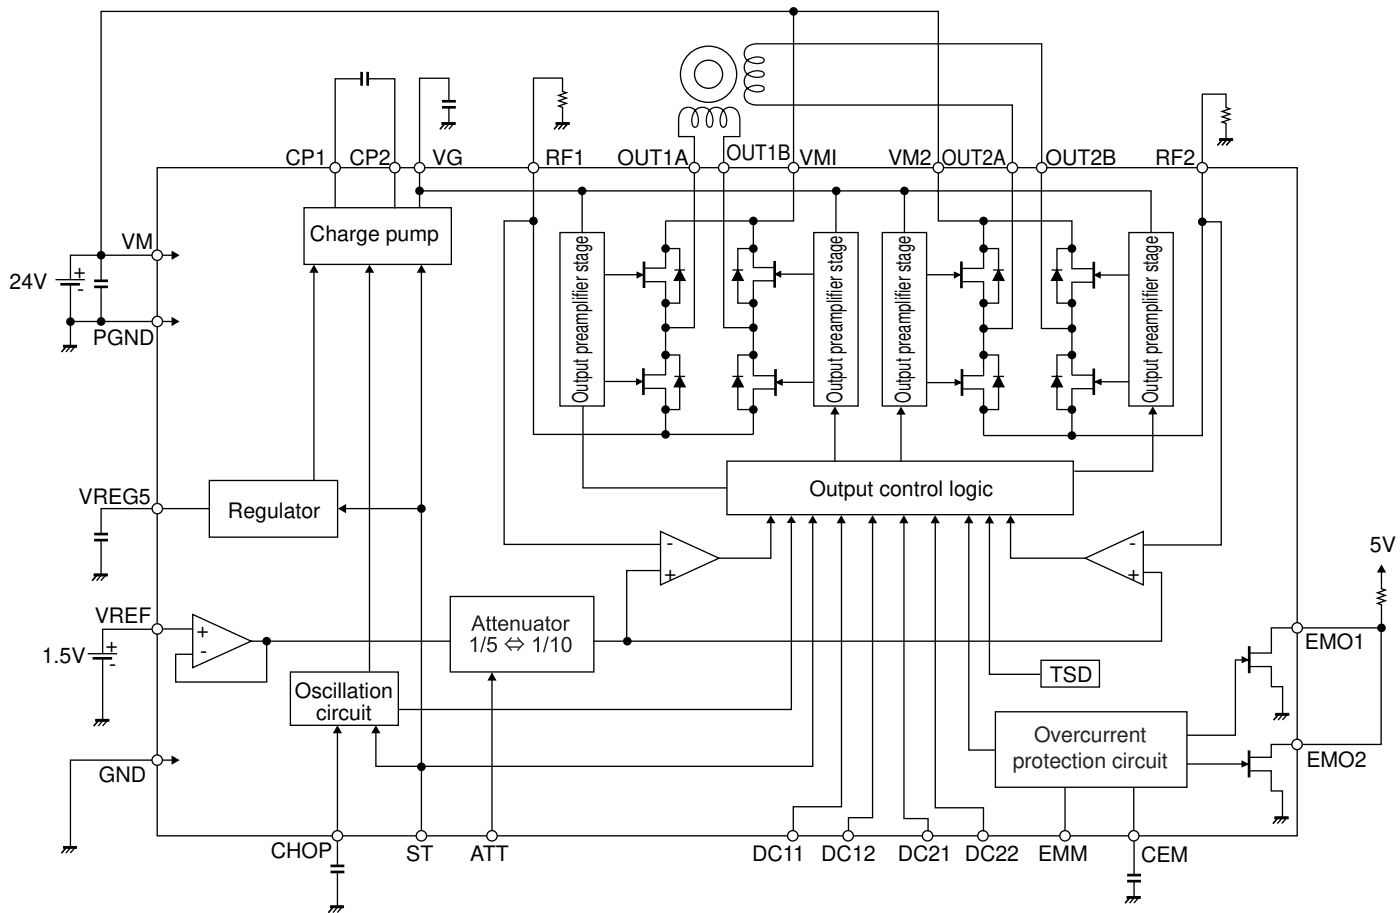 CP1
CP2
VG
RF1
OUT1A
OUT1B
VMI
VM2
OUT2A
OUT2B
RF2
Charge pump
VM
+
-
24V
PGND
Output preamplifier stage
Output preamplifier stage
Output preamplifier stage
Output preamplifier stage
VREG5
Regulator
Output control logic
-
+
-
+
5V
VREF
+
-
1.5V
+
-
Attenuator
1/5 ⇔ 1/10
EMO1
TSD
Oscillation
circuit
Overcurrent
protection circuit
EMO2
GND
CHOP
ST
ATT
DC11
DC12
DC21
DC22
EMM
CEM